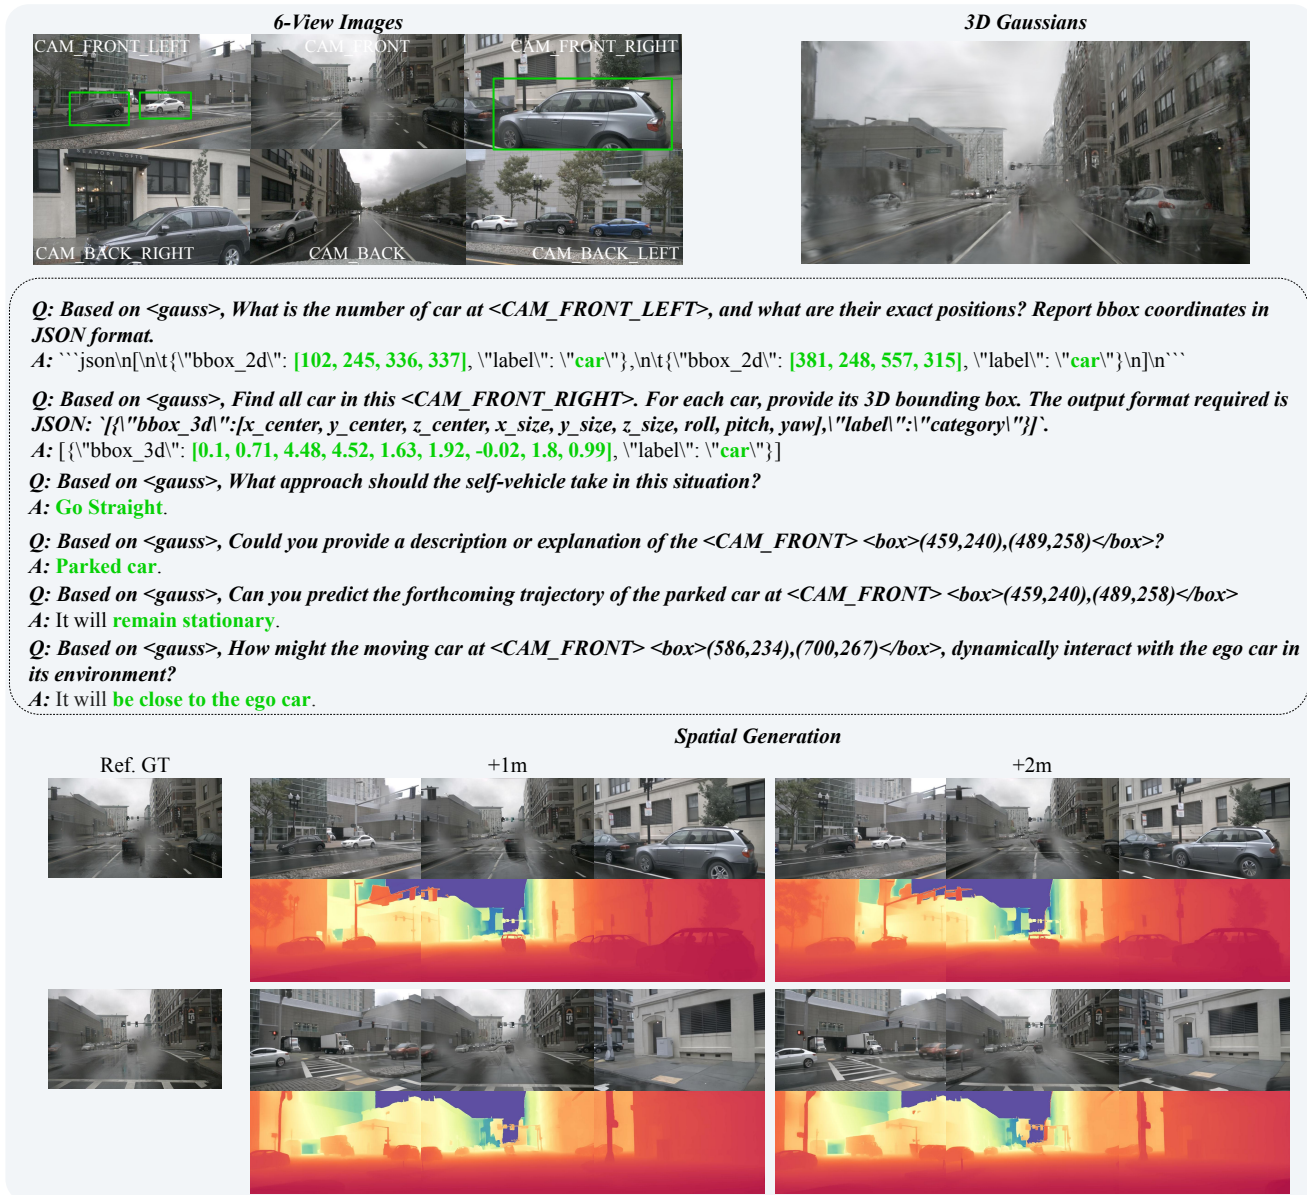 6-View Images
3D Gaussians
CAM_FRONT_LEFT
CAM_FRONT
CAM_FRONT_RIGHT
CAM_BACK_RIGHT
CAM_BACK
CAM_BACK_LEFT
Q: Based on <gauss>, What is the number of car at <CAM_FRONT_LEFT>, and what are their exact positions? Report bbox coordinates in
JSON format.
A: ```json\n[\n\t{\"bbox_2d\": [102, 245, 336, 337], \"label\": \"car\"},\n\t{\"bbox_2d\": [381, 248, 557, 315], \"label\": \"car\"}\n]\n```
Q: Based on <gauss>, Find all car in this <CAM_FRONT_RIGHT>. For each car, provide its 3D bounding box. The output format required is
JSON: `[{\"bbox_3d\":[x_center, y_center, z_center, x_size, y_size, z_size, roll, pitch, yaw],\"label\":\"category\"}]`.
A: [{\"bbox_3d\": [0.1, 0.71, 4.48, 4.52, 1.63, 1.92, -0.02, 1.8, 0.99], \"label\": \"car\"}]
Q: Based on <gauss>, What approach should the self-vehicle take in this situation?
A: Go Straight.
Q: Based on <gauss>, Could you provide a description or explanation of the <CAM_FRONT> <box>(459,240),(489,258)</box>?
A: Parked car.
Q: Based on <gauss>, Can you predict the forthcoming trajectory of the parked car at <CAM_FRONT> <box>(459,240),(489,258)</box>
A: It will remain stationary.
Q: Based on <gauss>, How might the moving car at <CAM_FRONT> <box>(586,234),(700,267)</box>, dynamically interact with the ego car in
its environment?
A: It will be close to the ego car.
Spatial Generation
Ref. GT
+1m
+2m